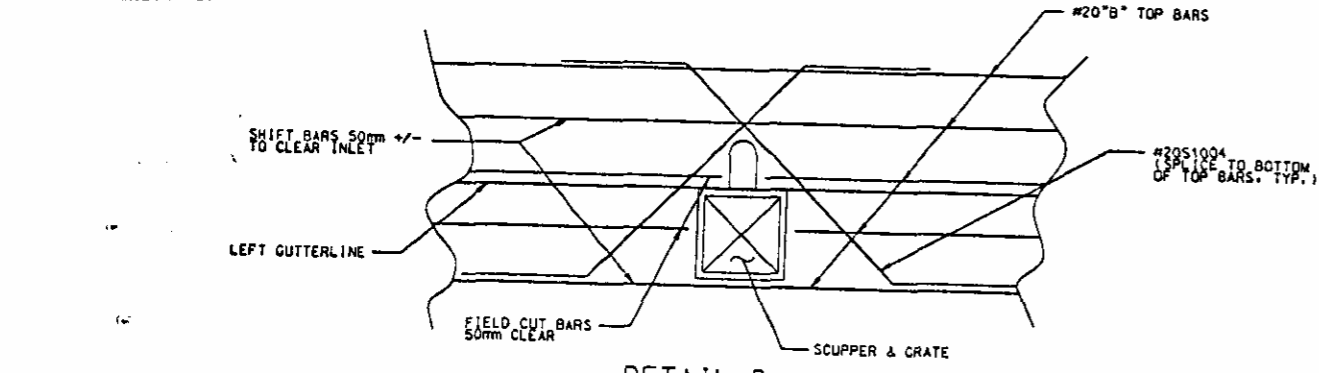 #20"B" TOP BARS
SHIFT BARS 50mm +/-
TO CLEAR INLET
#20S1004
(SPLICE TO BOTTOM
OF TOP BARS, TYP.)
LEFT GUTTERLINE
FIELD CUT BARS
50mm CLEAR
SCUPPER & GRATE
DETAIL